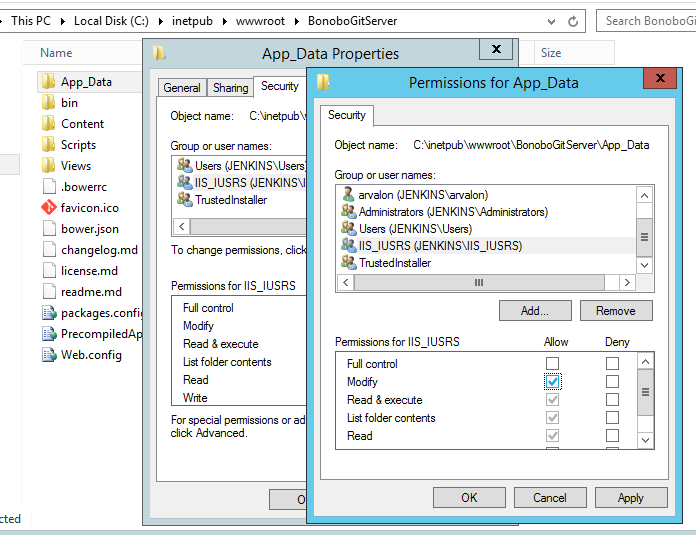 This PC
Local Disk (C:)
inetpub
wwwroot
BonoboGitServer
Search BonoboGitServer
Name
Size
App_Data
bin
Content
Scripts
Views
.bowerrc
favicon.ico
bower.json
changelog.md
license.md
readme.md
packages.config
PrecompiledApp
Web.config
cted
App_Data Properties
x
General
Sharing
Security
Object name: C:\inetpub
Group or user names:
Users (JENKINS\Users)
IIS_IUSRS (JENKINS\I
TrustedInstaller
To change permissions, click
Permissions for IIS_IUSRS
Full control
Modify
Read & execute
List folder contents
Read
Write
For special permissions or ad
click Advanced.
O
Permissions for App_Data
x
Security
Object name: C:\inetpub\wwwroot\BonoboGitServer\App_Data
Group or user names:
arvalon (JENKINS\arvalon)
Administrators (JENKINS\Administrators)
Users (JENKINS\Users)
IIS_IUSRS (JENKINS\IIS_IUSRS)
TrustedInstaller
Add...
Remove
Permissions for IIS_IUSRS
Allow
Deny
Full control
Modify
Read & execute
List folder contents
Read
OK
Cancel
Apply